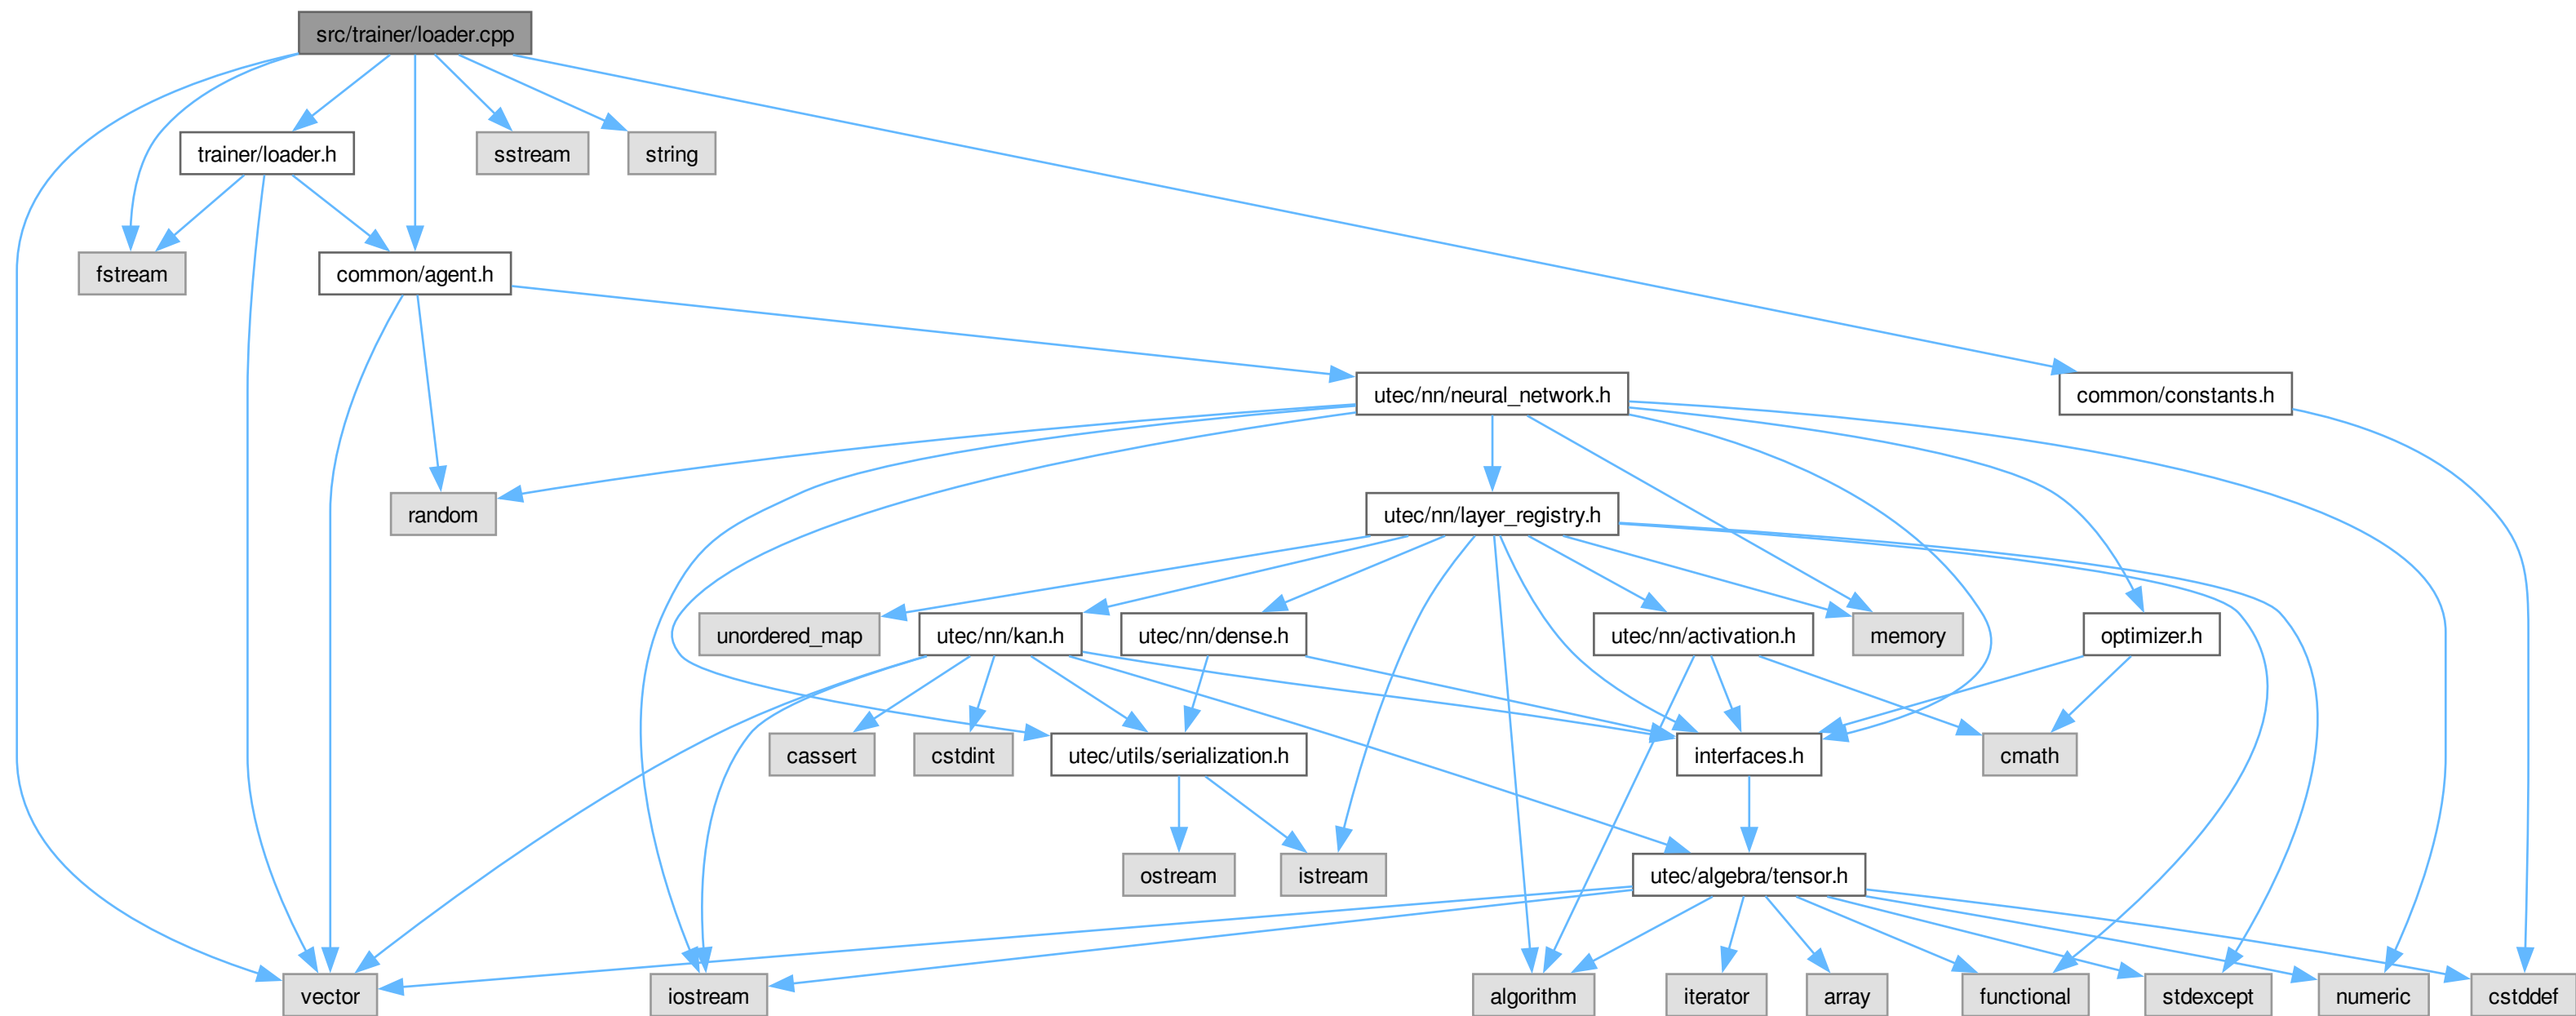 src/trainer/loader.cpp
trainer/loader.h
sstream
string
fstream
common/agent.h
utec/nn/neural_network.h
common/constants.h
random
utec/nn/layer_registry.h
unordered_map
utec/nn/kan.h
utec/nn/dense.h
utec/nn/activation.h
memory
optimizer.h
cassert
cstdint
utec/utils/serialization.h
interfaces.h
cmath
ostream
istream
utec/algebra/tensor.h
vector
iostream
algorithm
iterator
array
functional
stdexcept
numeric
cstddef